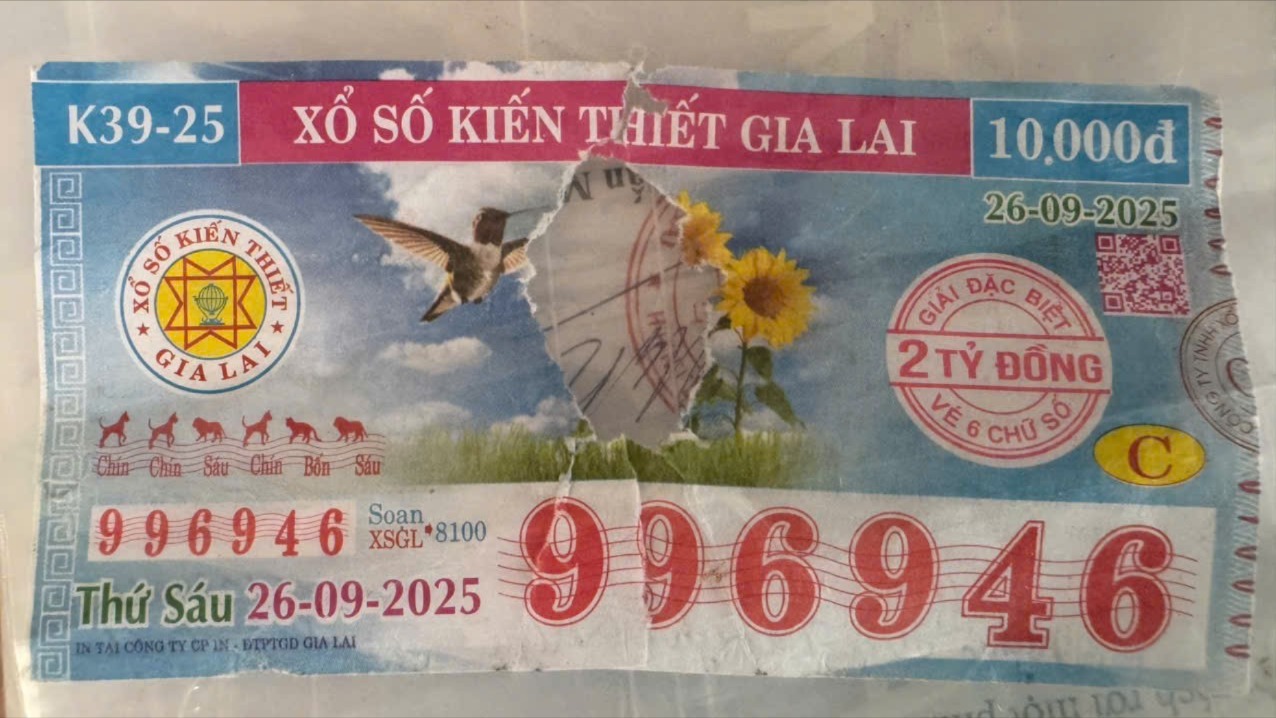 K39-25
XỔ SỐ KIẾN THIẾT GIA LAI
10.000đ
26-09-2025
XỔ SỐ KIẾN THIẾT
★ GIA LAI ★
GIẢI ĐẶC BIỆT
2 TỶ ĐỒNG
VÉ 6 CHỮ SỐ
C
Chín Chín Sáu Chín Bốn Sáu
996946
Soạn
XSGL*8100
996946
Thứ Sáu 26-09-2025
IN TẠI CÔNG TY CP IN - ĐTPTGD GIA LAI